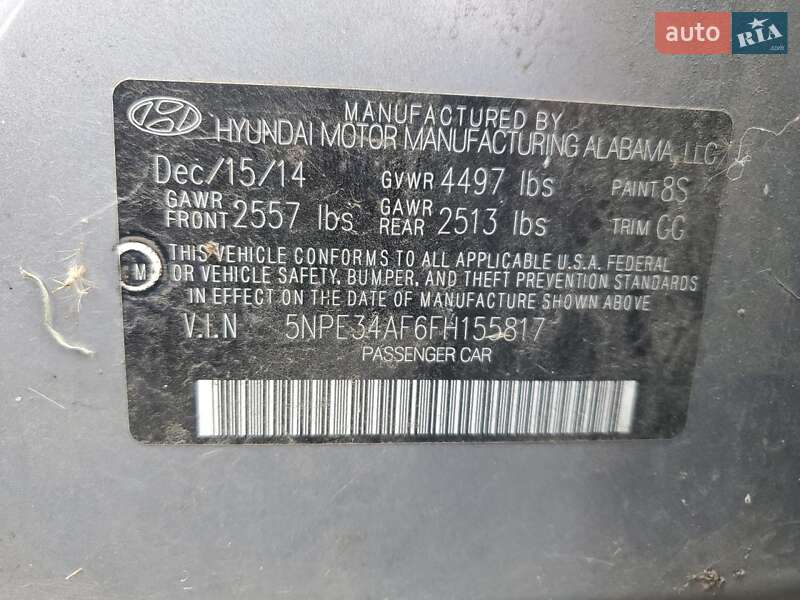 auto RIA
.com
MANUFACTURED BY
HYUNDAI MOTOR MANUFACTURING ALABAMA, LLC
Dec/15/14 GVWR 4497 lbs PAINT 8S
GAWR FRONT 2557 lbs GAWR REAR 2513 lbs TRIM GG
THIS VEHICLE CONFORMS TO ALL APPLICABLE U.S.A. FEDERAL
M OR VEHICLE SAFETY, BUMPER, AND THEFT PREVENTION STANDARDS
IN EFFECT ON THE DATE OF MANUFACTURE SHOWN ABOVE
V.I.N 5NPE34AF6FH155817
PASSENGER CAR